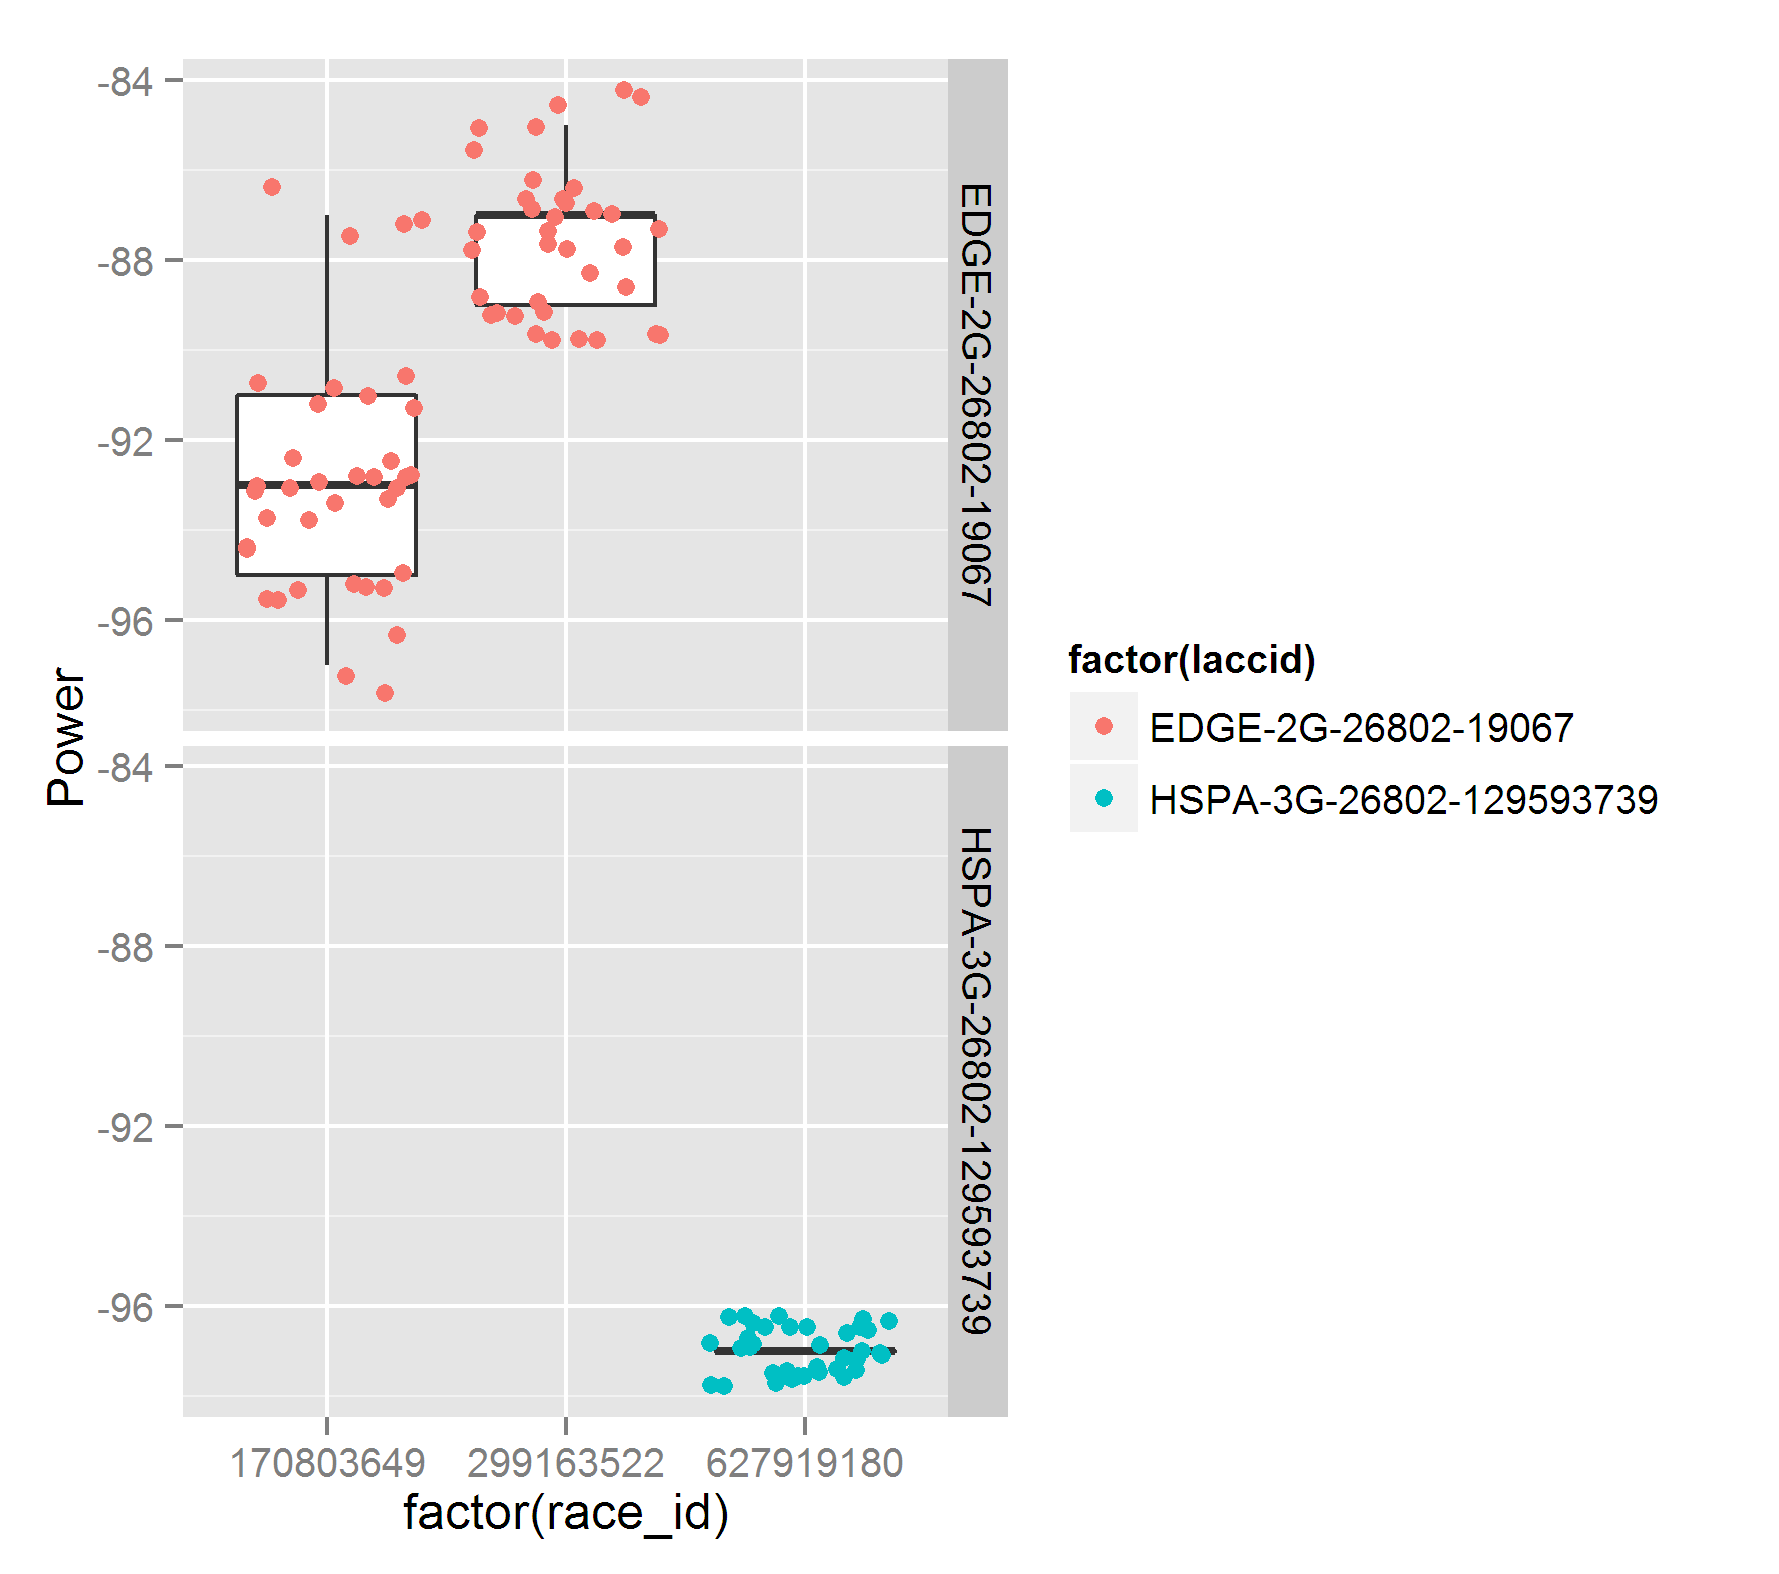 -84
-88
-92
-96
EDGE-2G-26802-19067
Power
-84
-88
-92
-96
HSPA-3G-26802-129593739
170803649 299163522 627919180
factor(race_id)
factor(laccid)
EDGE-2G-26802-19067
HSPA-3G-26802-129593739